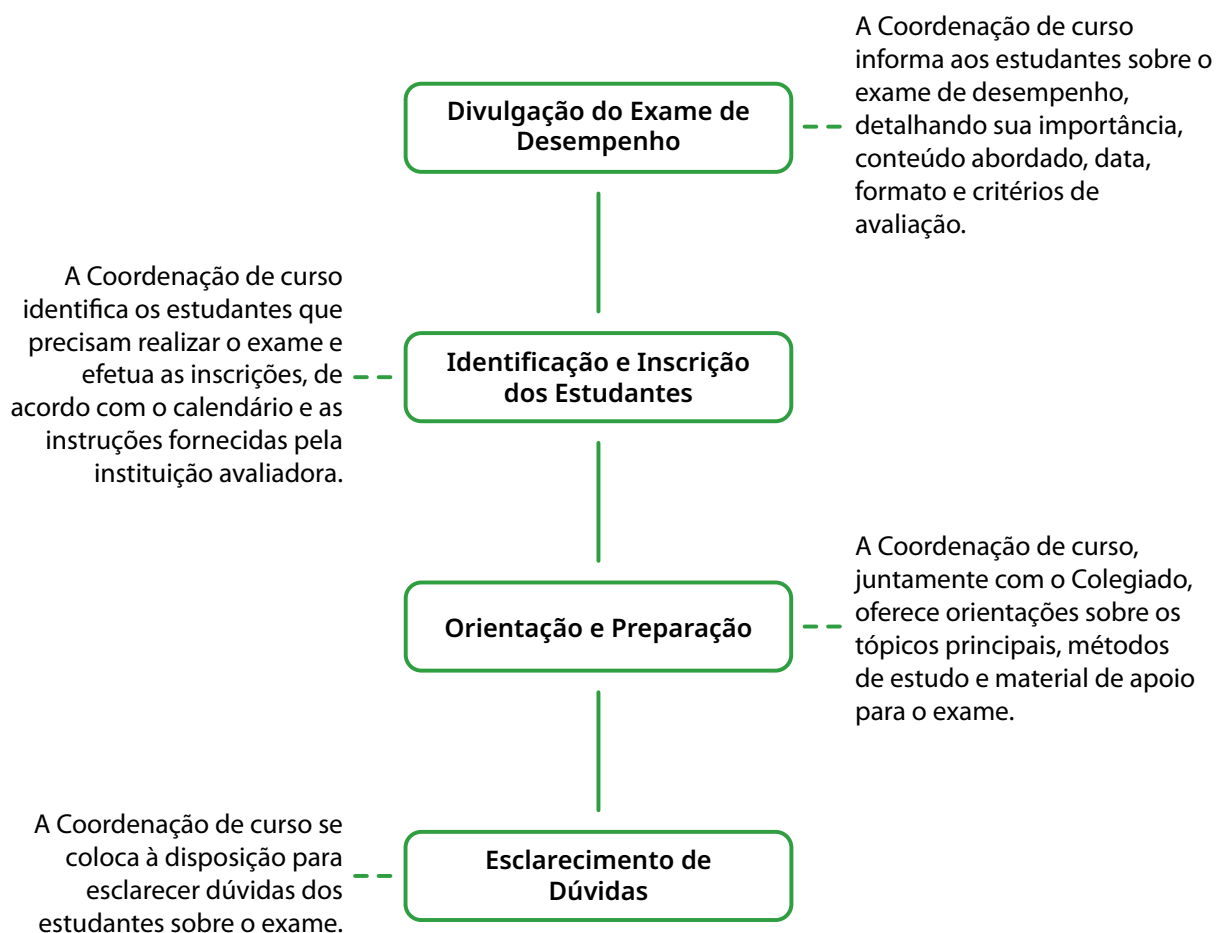 Divulgação do Exame de
Desempenho
A Coordenação de curso
informa aos estudantes sobre o
exame de desempenho,
detalhando sua importância,
conteúdo abordado, data,
formato e critérios de
avaliação.
A Coordenação de curso
identifica os estudantes que
precisam realizar o exame e
efetua as inscrições, de
acordo com o calendário e as
instruções fornecidas pela
instituição avaliadora.
Identificação e Inscrição
dos Estudantes
Orientação e Preparação
A Coordenação de curso,
juntamente com o Colegiado,
oferece orientações sobre os
tópicos principais, métodos
de estudo e material de apoio
para o exame.
A Coordenação de curso se
coloca à disposição para
esclarecer dúvidas dos
estudantes sobre o exame.
Esclarecimento de
Dúvidas